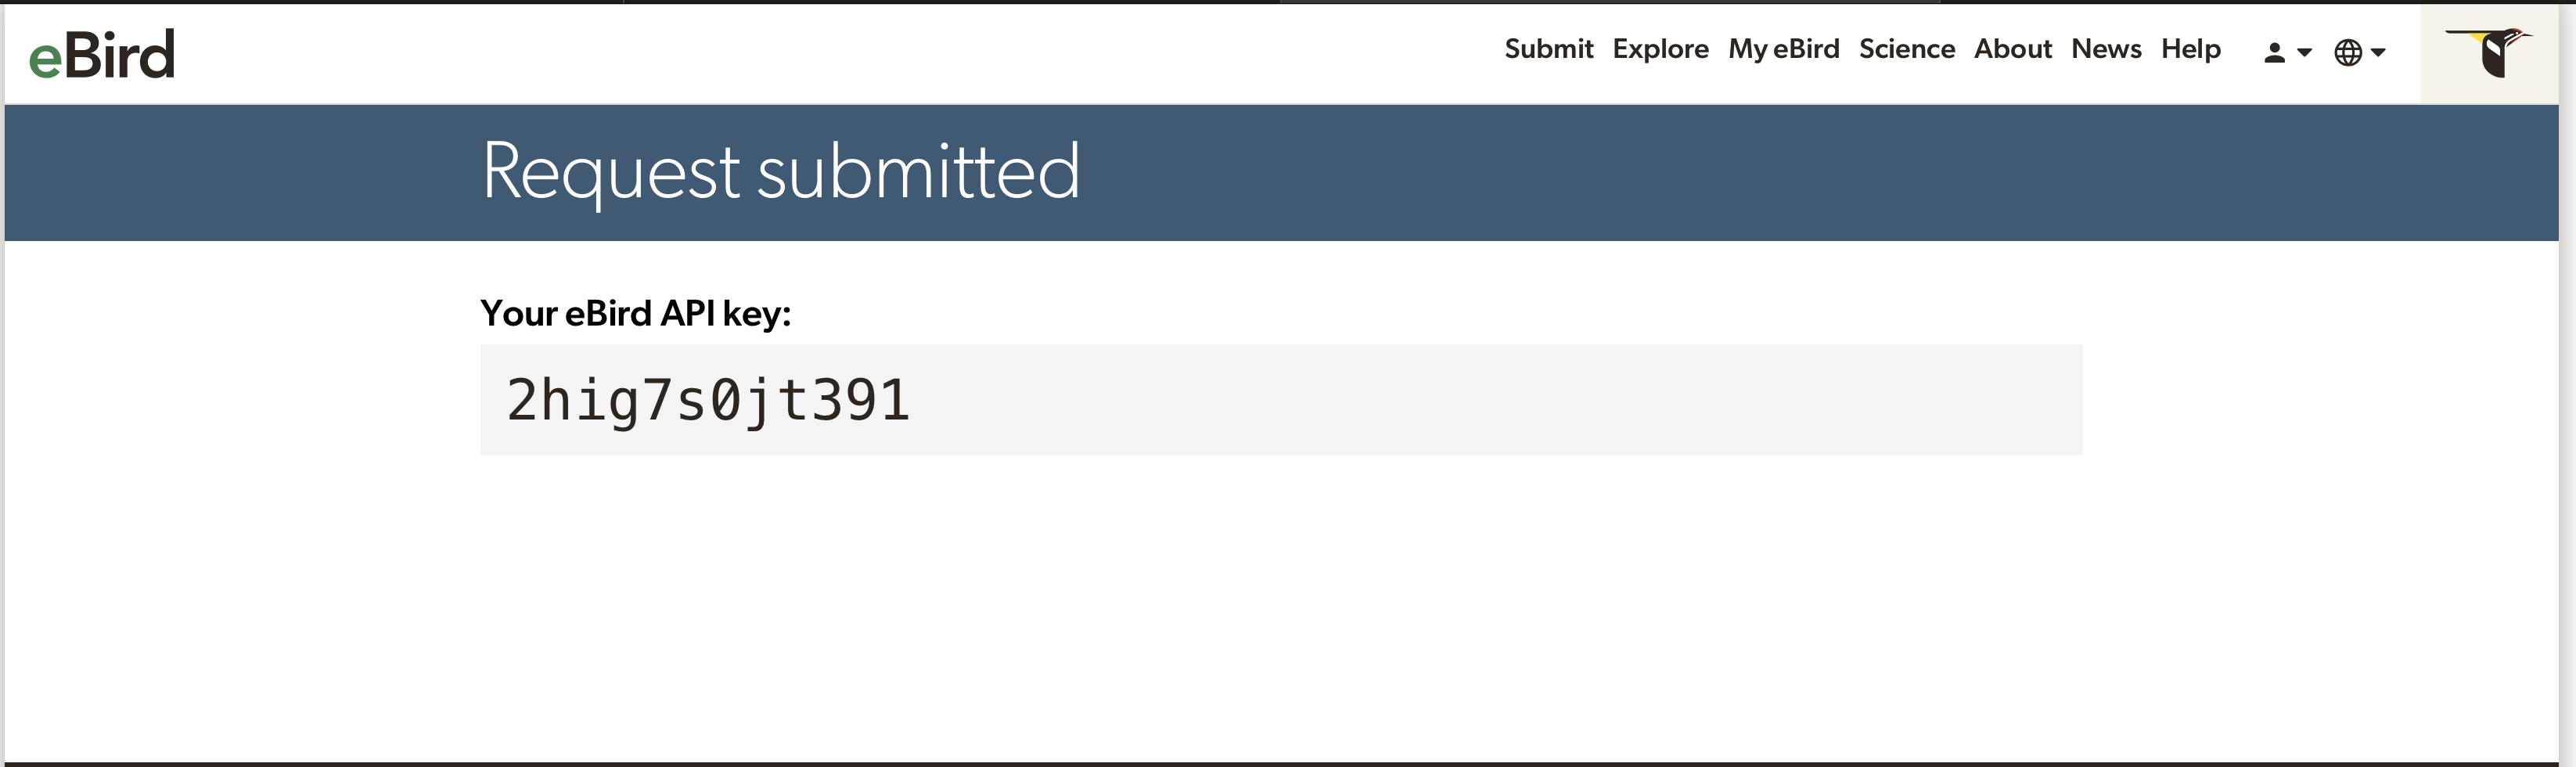 eBird
Submit Explore My eBird Science About News Help
Request submitted
Your eBird API key:
2hig7s0jt391